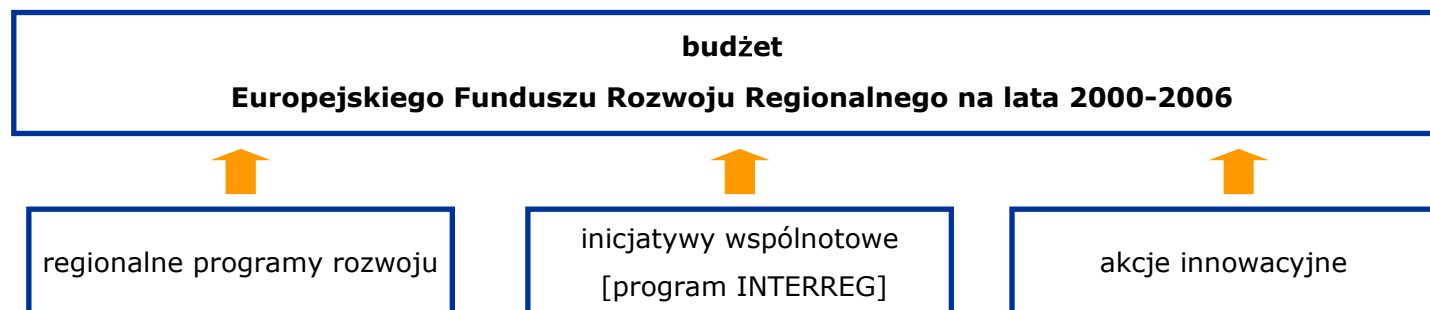 budżet
Europejskiego Funduszu Rozwoju Regionalnego na lata 2000-2006
regionalne programy rozwoju
inicjatywy wspólnotowe
[program INTERREG]
akcje innowacyjne